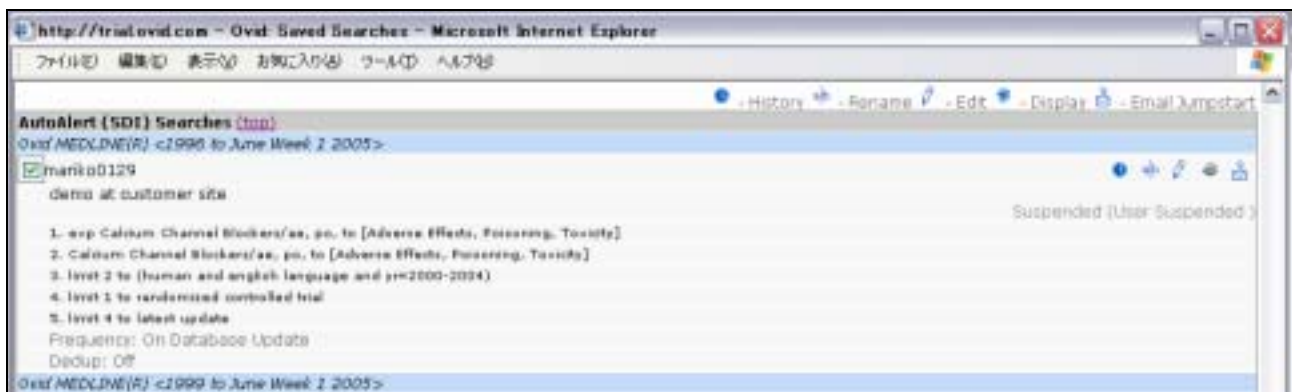 http://trial.ovid.com - Ovid: Saved Searches - Microsoft Internet Explorer
ファイル(F) 編集(E) 表示(V) お気に入り(A) ツール(T) ヘルプ(H)
- History - Rename - Edit - Display - Email Jumpstart
AutoAlert (SDI) Searches (top)
Ovid MEDLINE(R) <1996 to June Week 1 2005>
mariko0129
demo at customer site
Suspended (User Suspended )
1. exp Calcium Channel Blockers/ae, po, to [Adverse Effects, Poisoning, Toxicity]
2. Calcium Channel Blockers/ae, po, to [Adverse Effects, Poisoning, Toxicity]
3. limit 2 to (human and english language and yr=2000-2004)
4. limit 1 to randomized controlled trial
5. limit 4 to latest update
Frequency: On Database Update
Dedup: Off
Ovid MEDLINE(R) <1999 to June Week 1 2005>